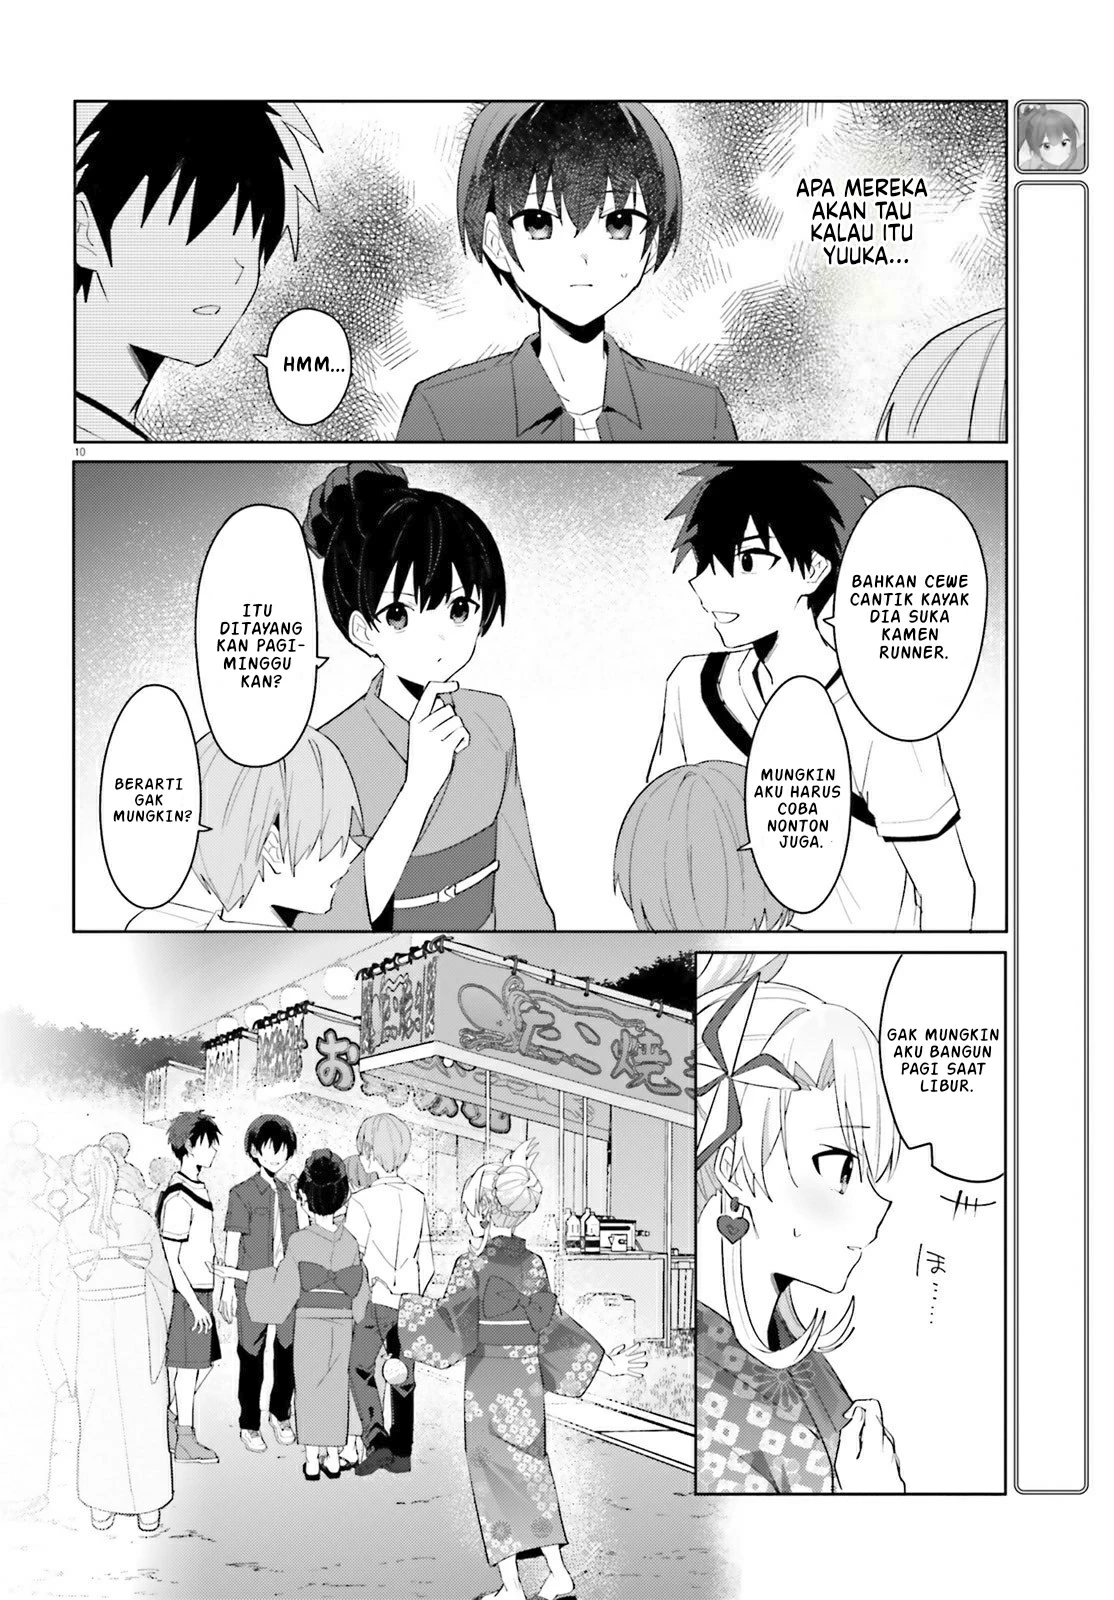 APA MEREKA
AKAN TAU
KALAU ITU
YUUKA...
HMM...
10
BAHKAN CEWE
CANTIK KAYAK
DIA SUKA
KAMEN
RUNNER.
MUNGKIN
AKU HARUS
COBA
NONTON
JUGA.
ITU
DITAYANG
KAN PAGI-
MINGGU
KAN?
BERARTI
GAK
MUNGKIN?
GAK MUNGKIN
AKU BANGUN
PAGI SAAT
LIBUR.
ほ……
たこ焼き
お